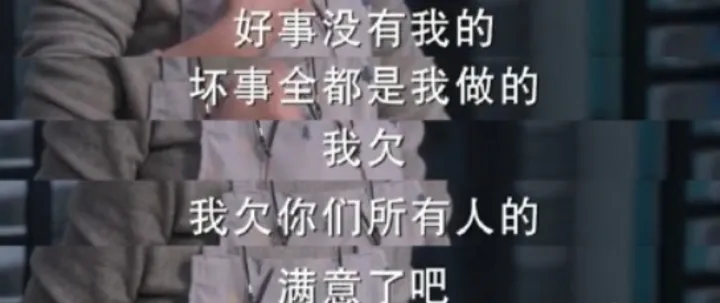 好事没有我的
坏事全都是我做的
我欠
我欠你们所有人的
满意了吧